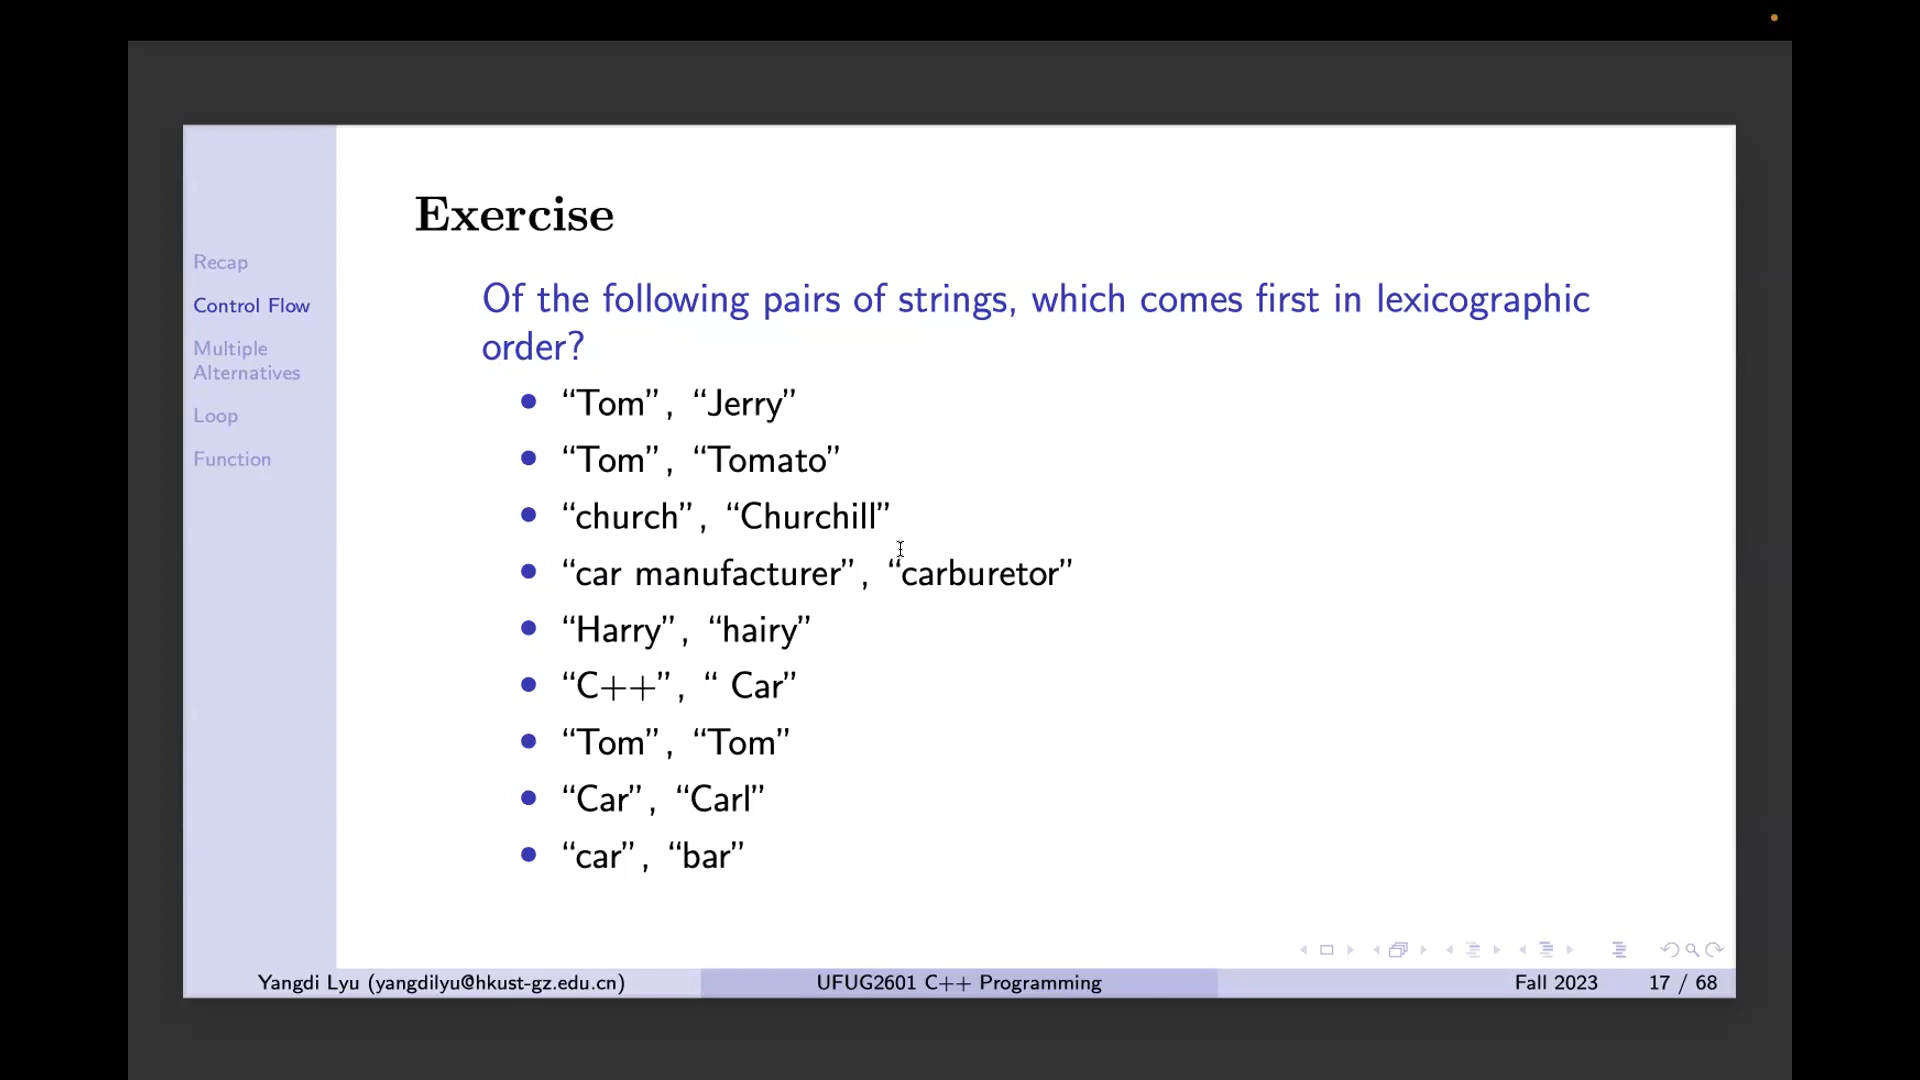 Recap
Control Flow
Multiple
Alternatives
Loop
Function
Exercise
Of the following pairs of strings, which comes first in lexicographic
order?
• “Tom”, “Jerry”
• “Tom”, “Tomato”
• “church”, “Churchill”
• “car manufacturer”, “carburetor”
• “Harry”, “hairy”
• “C++”, “ Car”
• “Tom”, “Tom”
• “Car”, “Carl”
• “car”, “bar”
Yangdi Lyu (yangdilyu@hkust-gz.edu.cn) UFUG2601 C++ Programming Fall 2023 17 / 68